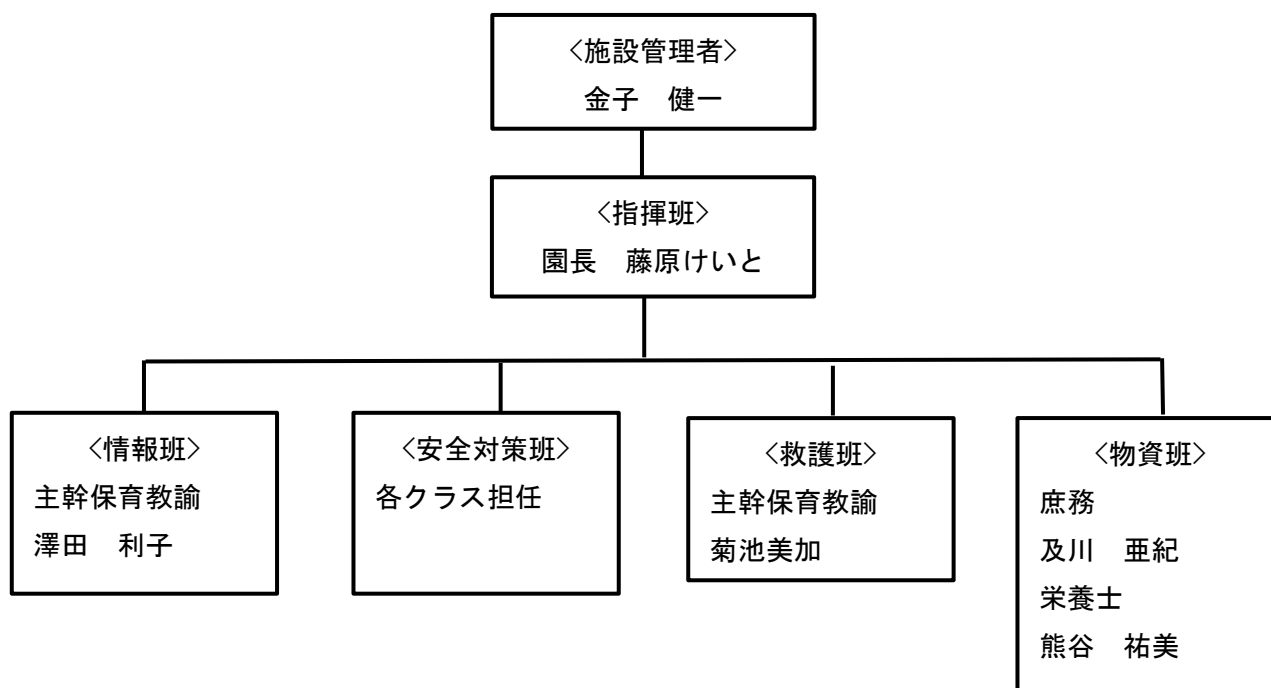 <施設管理者>
金子　健一
<指揮班>
園長　藤原けいと
<情報班>
主幹保育教諭
澤田　利子
<安全対策班>
各クラス担任
<救護班>
主幹保育教諭
菊池美加
<物資班>
庶務
及川　亜紀
栄養士
熊谷　祐美